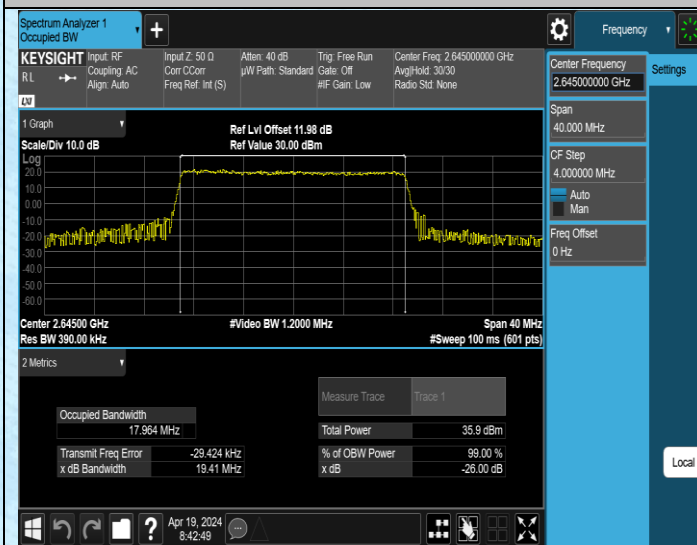 Spectrum Analyzer 1
Occupied BW
Frequency
KEYSIGHT
RL
LXI
Input: RF
Coupling: AC
Align: Auto
Input Z: 50 Ω
Corr CCorr
Freq Ref: Int (S)
Atten: 40 dB
µW Path: Standard
Trig: Free Run
Gate: Off
#IF Gain: Low
Center Freq: 2.645000000 GHz
Avg|Hold: 30/30
Radio Std: None
Center Frequency
2.645000000 GHz
Settings
Span
40.000 MHz
CF Step
4.000000 MHz
Auto
Man
Freq Offset
0 Hz
1 Graph
Scale/Div 10.0 dB
Ref Lvl Offset 11.98 dB
Ref Value 30.00 dBm
Log
20.0
10.0
0.00
-10.0
-20.0
-30.0
-40.0
-50.0
-60.0
Center 2.64500 GHz
Res BW 390.00 kHz
#Video BW 1.2000 MHz
Span 40 MHz
#Sweep 100 ms (601 pts)
2 Metrics
Measure Trace Trace 1
Occupied Bandwidth
17.964 MHz
Total Power 35.9 dBm
Transmit Freq Error -29.424 kHz
% of OBW Power 99.00 %
x dB Bandwidth 19.41 MHz
x dB -26.00 dB
Local
?
Apr 19, 2024
8:42:49